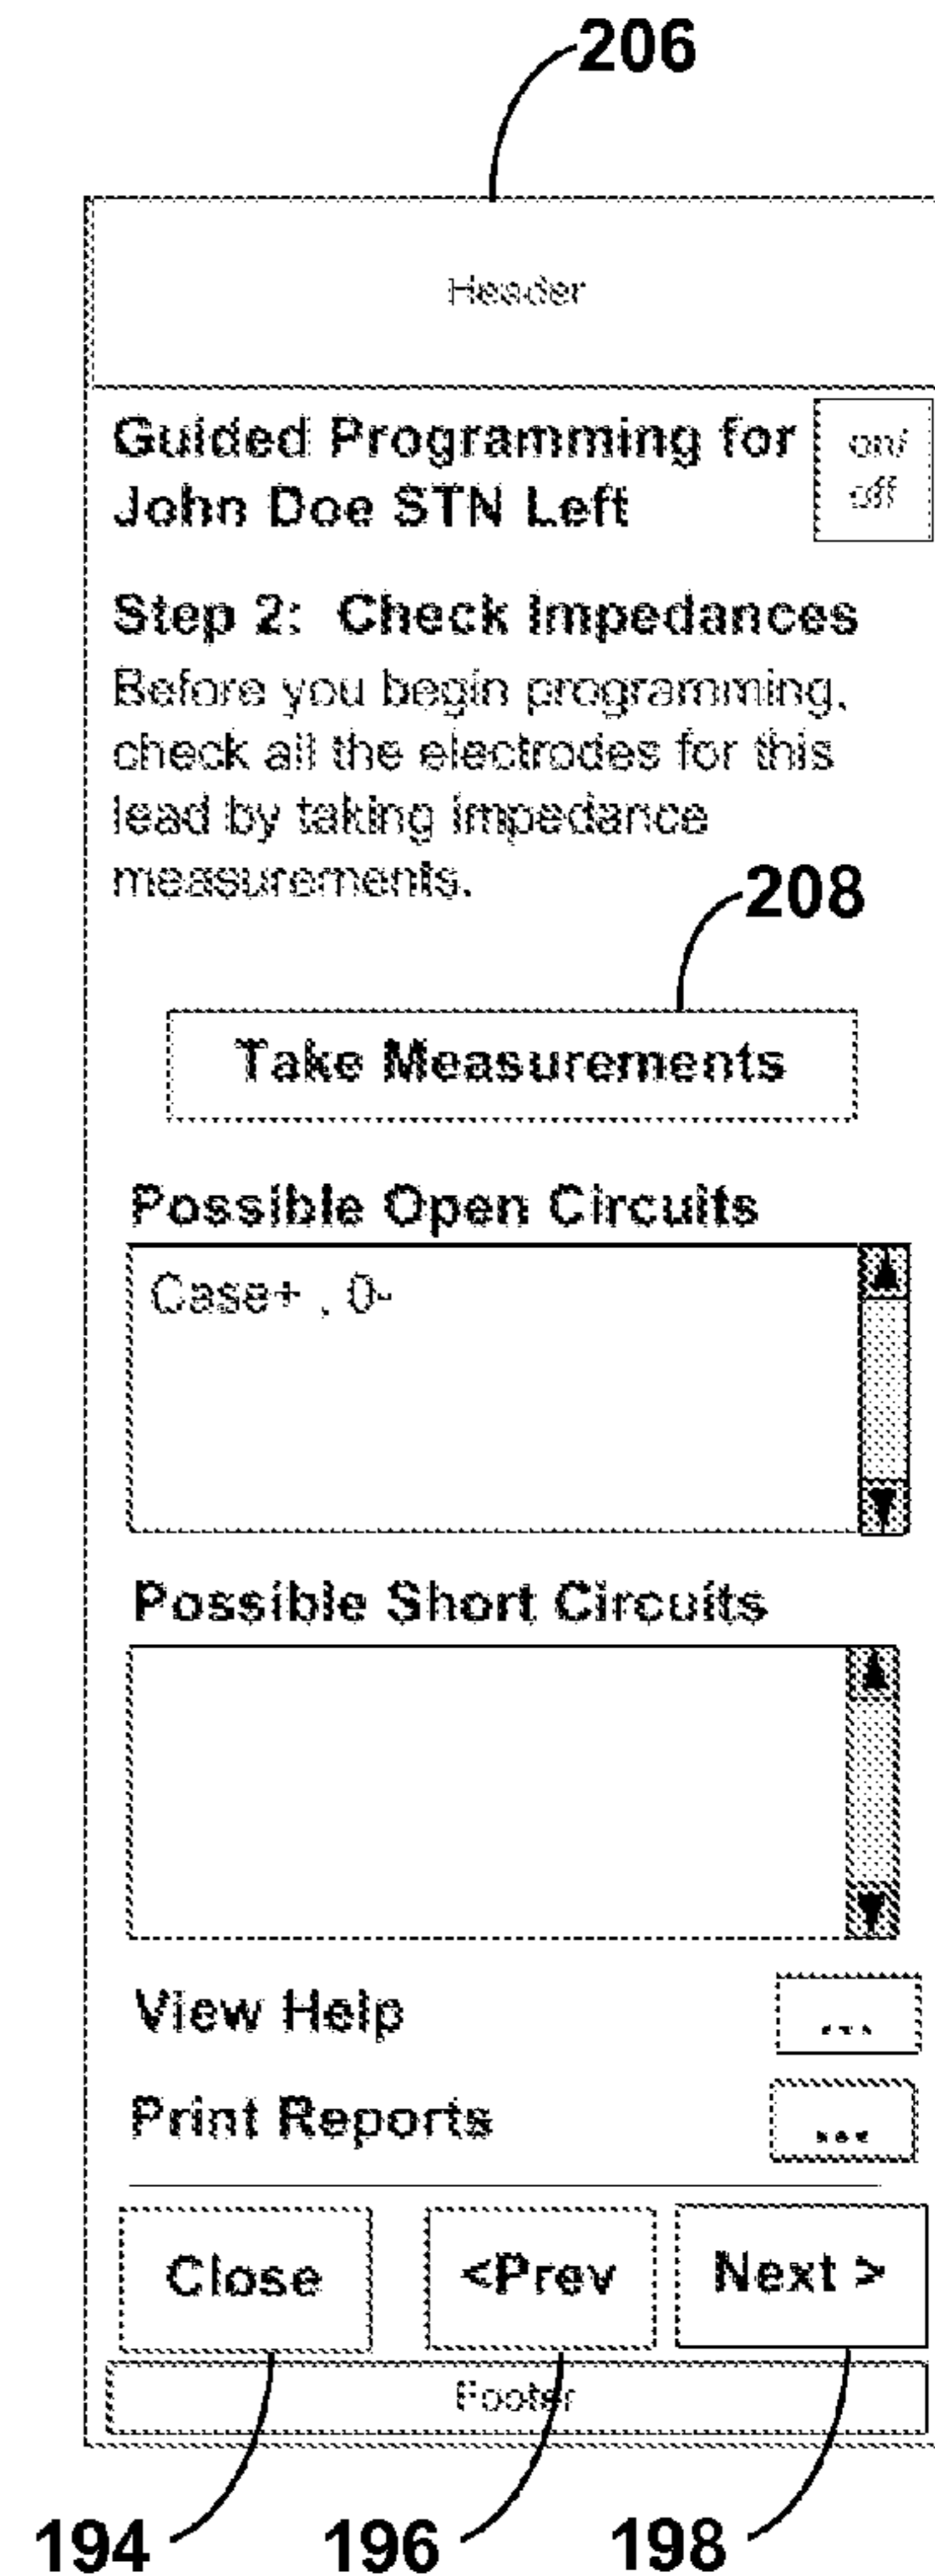 206
Header
Guided Programming for
John Doe STN Left
on/
off
Step 2: Check Impedances
Before you begin programming,
check all the electrodes for this
lead by taking impedance
measurements.
208
Take Measurements
Possible Open Circuits
Case+ , 0-
Possible Short Circuits
View Help ...
Print Reports ...
Close <Prev Next >
Footer
194 196 198